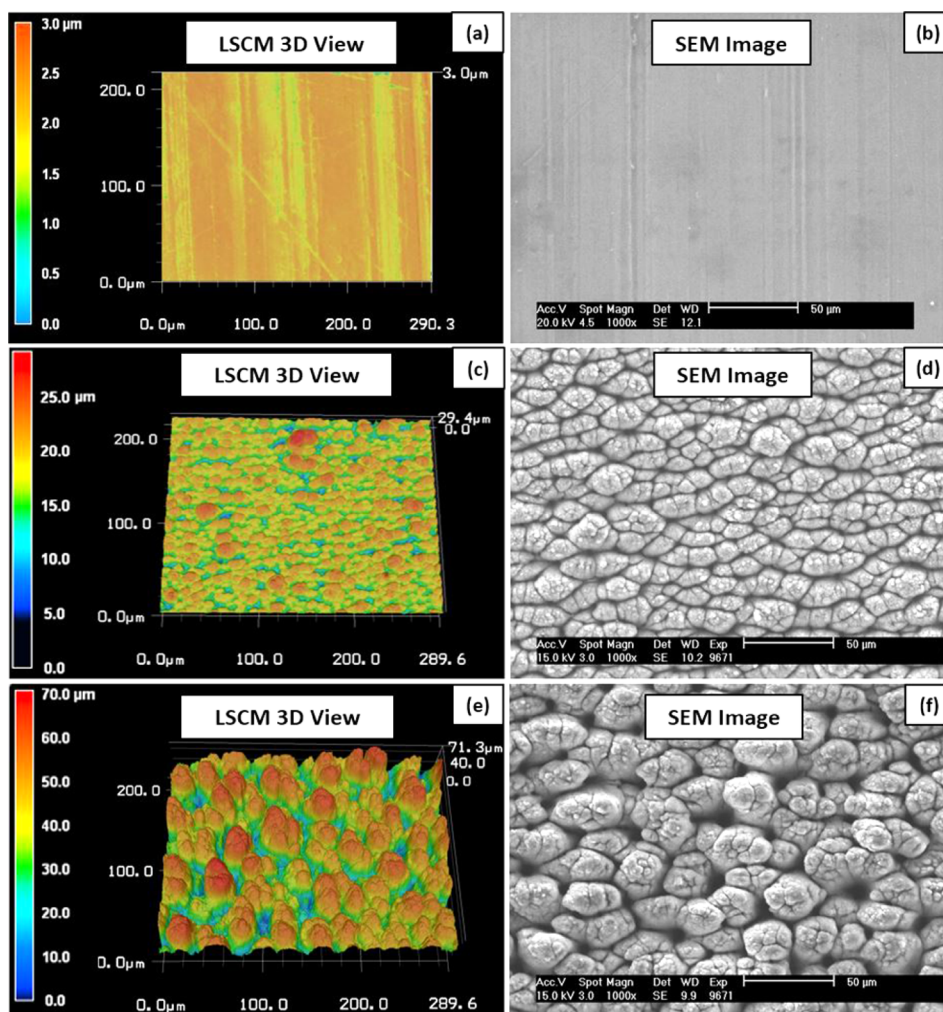 3.0 µm
2.5
2.0
1.5
1.0
0.5
0.0
LSCM 3D View
(a)
3.0µm
200.0
100.0
0.0µm
0.0µm 100.0 200.0 290.3
SEM Image
(b)
Acc.V Spot Magn Det WD 50 µm
20.0 kV 4.5 1000x SE 12.1
25.0 µm
20.0
15.0
10.0
5.0
0.0
LSCM 3D View
(c)
29.4µm
0.0
200.0
100.0
0.0µm
0.0µm 100.0 200.0 289.6
SEM Image
(d)
Acc.V Spot Magn Det WD Exp 50 µm
15.0 kV 3.0 1000x SE 10.2 9671
70.0 µm
60.0
50.0
40.0
30.0
20.0
10.0
0.0
LSCM 3D View
(e)
71.3µm
40.0
0.0
200.0
100.0
0.0µm
0.0µm 100.0 200.0 289.6
SEM Image
(f)
Acc.V Spot Magn Det WD Exp 50 µm
15.0 kV 3.0 1000x SE 9.9 9671